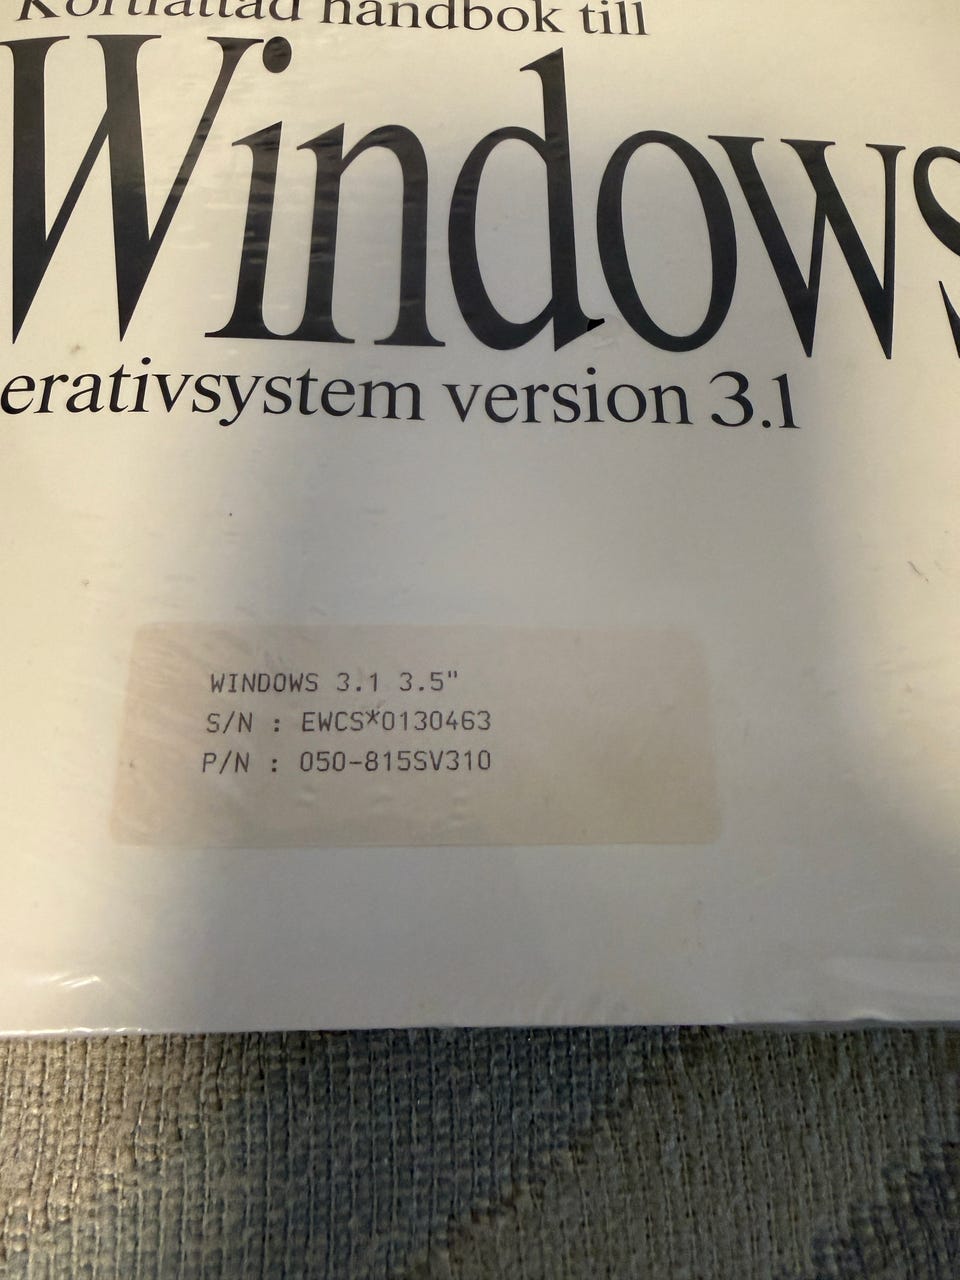 Kortfattad handbok till
Windows
erativsystem version 3.1
WINDOWS 3.1 3.5"
S/N : EWCS*0130463
P/N : 050-815SV310